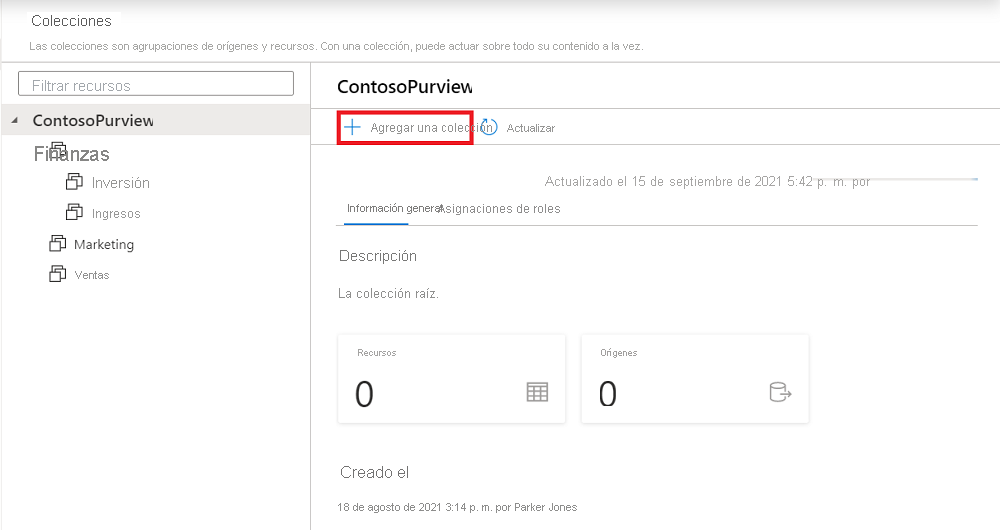 Colecciones
Las colecciones son agrupaciones de orígenes y recursos. Con una colección, puede actuar sobre todo su contenido a la vez.
Filtrar recursos
ContosoPurview
Finanzas
Inversión
Ingresos
Marketing
Ventas
ContosoPurview
Agregar una colección Actualizar
Actualizado el 15 de septiembre de 2021 5:42 p. m. por
Información general Asignaciones de roles
Descripción
La colección raíz.
Recursos Orígenes
0 0
Creado el
18 de agosto de 2021 3:14 p. m. por Parker Jones